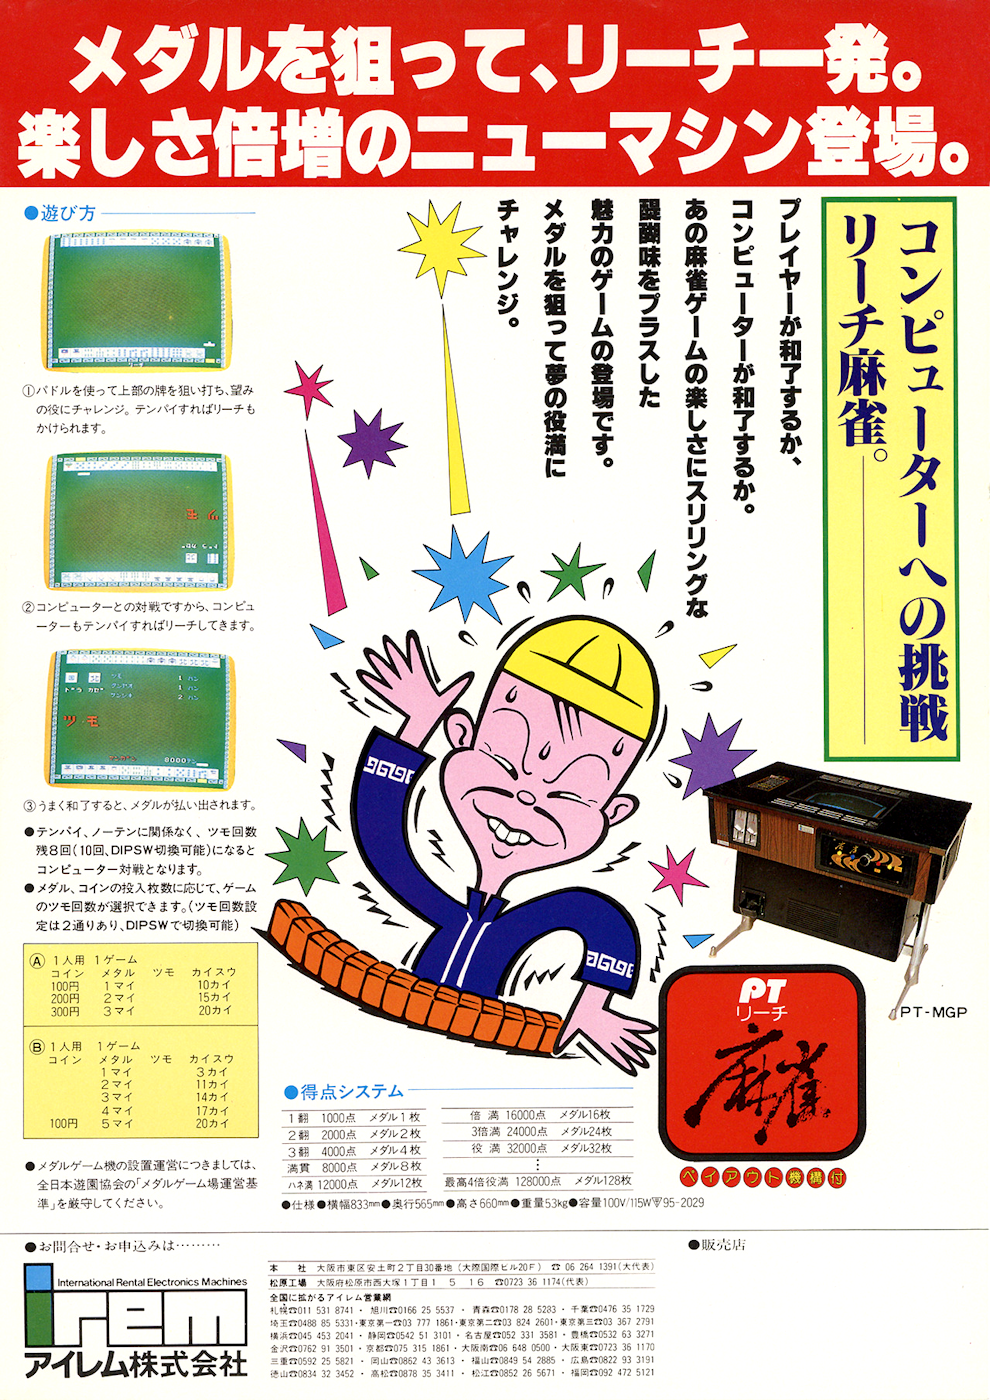 メダルを狙って、リーチ一発。
楽しさ倍増のニューマシン登場。
コンピューターへの挑戦
リーチ麻雀。
プレイヤーが和了するか、
コンピューターが和了するか。
あの麻雀ゲームの楽しさにスリリングな
醍醐味をプラスした
魅力のゲームの登場です。
メダルを狙って夢の役満に
チャレンジ。
●遊び方
①パドルを使って上部の牌を狙い打ち、望み
の役にチャレンジ。テンパイすればリーチも
かけられます。
ツモ
ドラ カゼ
②コンピューターとの対戦ですから、コンピュ
ーターもテンパイすればリーチしてきます。
ツモ 1 ハン
タンヤオ 1 ハン
2 ハン
ドラ カゼ
ツモ
8000テン
③うまく和了すると、メダルが払い出されます。
●テンパイ、ノーテンに関係なく、ツモ回数
残8回(10回、DIPSW切換可能)になると
コンピューター対戦となります。
●メダル、コインの投入枚数に応じて、ゲーム
のツモ回数が選択できます。(ツモ回数設
定は2通りあり、DIPSWで切換可能)
Ⓐ 1人用 1ゲーム
コイン メタル ツモ カイスウ
100円 1マイ 10カイ
200円 2マイ 15カイ
300円 3マイ 20カイ
Ⓑ 1人用 1ゲーム
コイン メタル ツモ カイスウ
1マイ 3カイ
2マイ 11カイ
3マイ 14カイ
4マイ 17カイ
100円 5マイ 20カイ
●メダルゲーム機の設置運営につきましては、
全日本遊園協会の「メダルゲーム場運営基
準」を厳守してください。
PT-MGP
PT
リーチ
麻雀
ペイアウト機構付
●得点システム
1翻 1000点 メダル1枚
2翻 2000点 メダル2枚
3翻 4000点 メダル4枚
満貫 8000点 メダル8枚
ハネ満 12000点 メダル12枚
倍満 16000点 メダル16枚
3倍満 24000点 メダル24枚
役満 32000点 メダル32枚
⋮
最高4倍役満 128000点 メダル128枚
●仕様●横幅833mm●奥行565mm●高さ660mm●重量53kg●容量100V/115W〒95-2029
●お問合せ・お申込みは………
●販売店
International Rental Electronics Machines
irem
アイレム株式会社
本 社 大阪市東区安土町2丁目30番地(大際国際ビル20F) ☎06 264 1391(大代表)
松原工場 大阪府松原市西大塚1丁目1 5 16 ☎0723 36 1174(代表)
全国に拡がるアイレム営業網
札幌☎011 531 8741・旭川☎0166 25 5537・青森☎0178 28 5283・千葉☎0476 35 1729
埼玉☎0488 85 5331・東京第一☎03 777 1861・東京第二☎03 824 2601・東京第三☎03 367 2791
横浜☎045 453 2041・静岡☎0542 51 3101・名古屋☎052 331 3581・豊橋☎0532 63 3271
金沢☎0762 91 3501・京都☎075 315 1861・大阪南☎06 648 0500・大阪東☎0723 36 1170
三重☎0592 25 5821・岡山☎0862 43 3613・福山☎0849 54 2885・広島☎0822 93 3191
徳山☎0834 32 3452・高松☎0878 35 3411・松江☎0852 26 5671・福岡☎092 472 5121